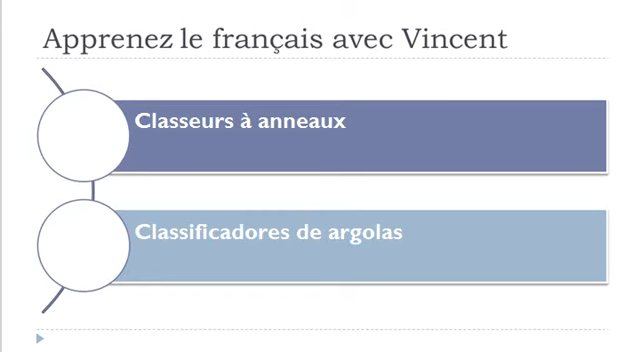 Apprenez le français avec Vincent
Classeurs à anneaux
Classificadores de argolas